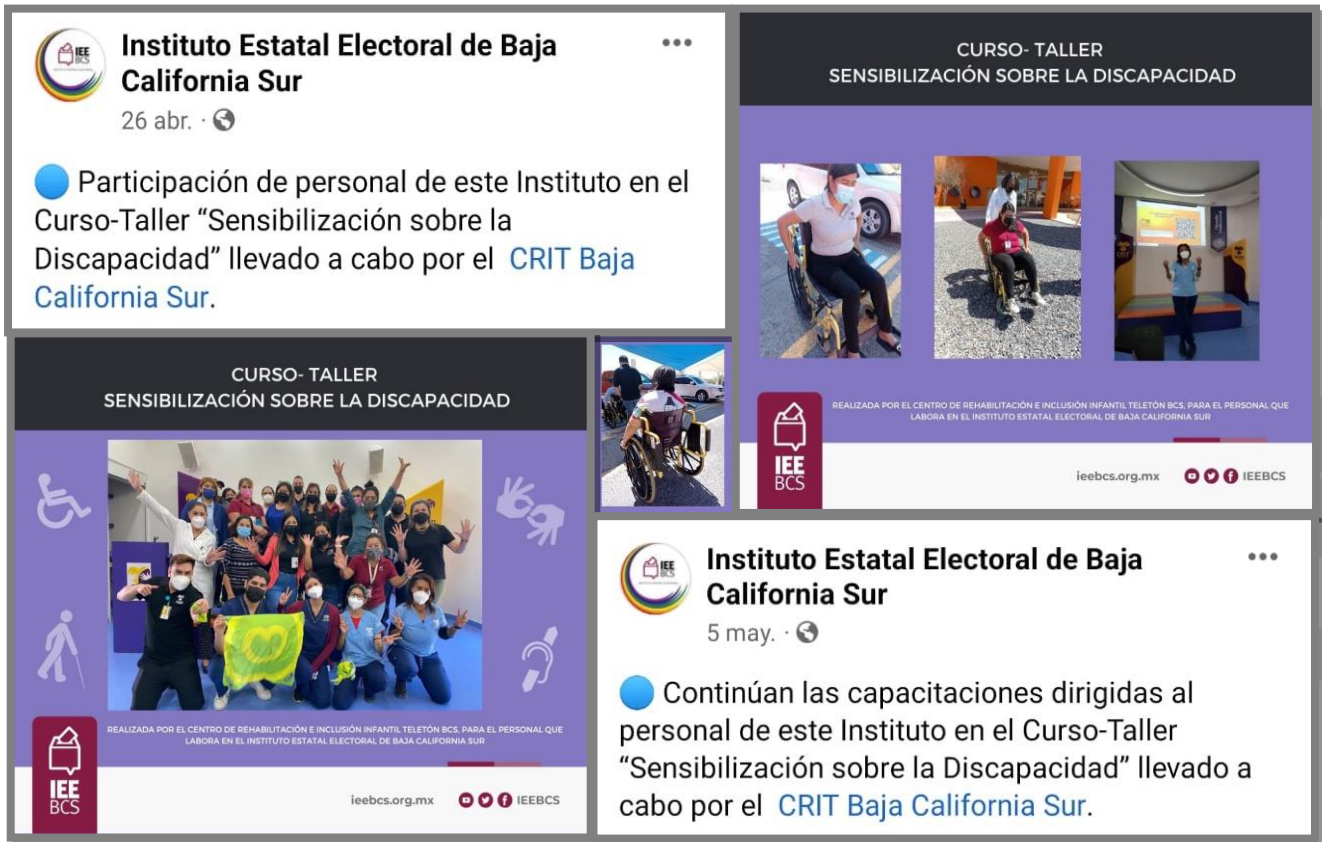 Instituto Estatal Electoral de Baja
California Sur
26 abr.
Participación de personal de este Instituto en el
Curso-Taller “Sensibilización sobre la
Discapacidad” llevado a cabo por el CRIT Baja
California Sur.
CURSO- TALLER
SENSIBILIZACIÓN SOBRE LA DISCAPACIDAD
REALIZADA POR EL CENTRO DE REHABILITACIÓN E INCLUSIÓN INFANTIL TELETÓN BCS, PARA EL PERSONAL QUE
LABORA EN EL INSTITUTO ESTATAL ELECTORAL DE BAJA CALIFORNIA SUR
IEE
BCS
ieebcs.org.mx IEEBCS
CURSO- TALLER
SENSIBILIZACIÓN SOBRE LA DISCAPACIDAD
REALIZADA POR EL CENTRO DE REHABILITACIÓN E INCLUSIÓN INFANTIL TELETÓN BCS, PARA EL PERSONAL QUE
LABORA EN EL INSTITUTO ESTATAL ELECTORAL DE BAJA CALIFORNIA SUR
IEE
BCS
ieebcs.org.mx IEEBCS
Instituto Estatal Electoral de Baja
California Sur
5 may.
Continúan las capacitaciones dirigidas al
personal de este Instituto en el Curso-Taller
“Sensibilización sobre la Discapacidad” llevado a
cabo por el CRIT Baja California Sur.